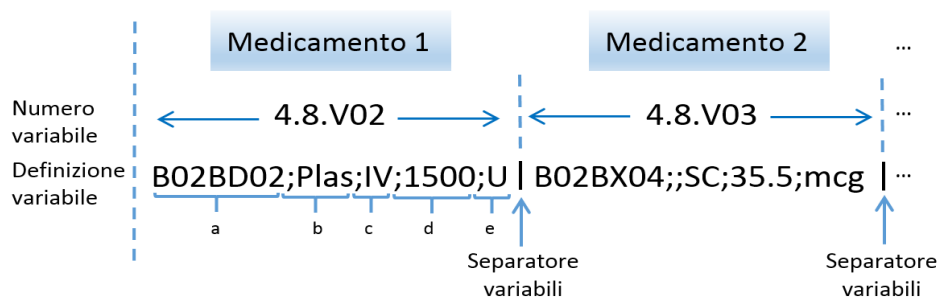 Medicamento 1 Medicamento 2 ...
Numero variabile 4.8.V02 4.8.V03 ...
Definizione variabile B02BD02;Plas;IV;1500;U | B02BX04;;SC;35.5;mcg | ...
a b c d e
Separatore variabili Separatore variabili